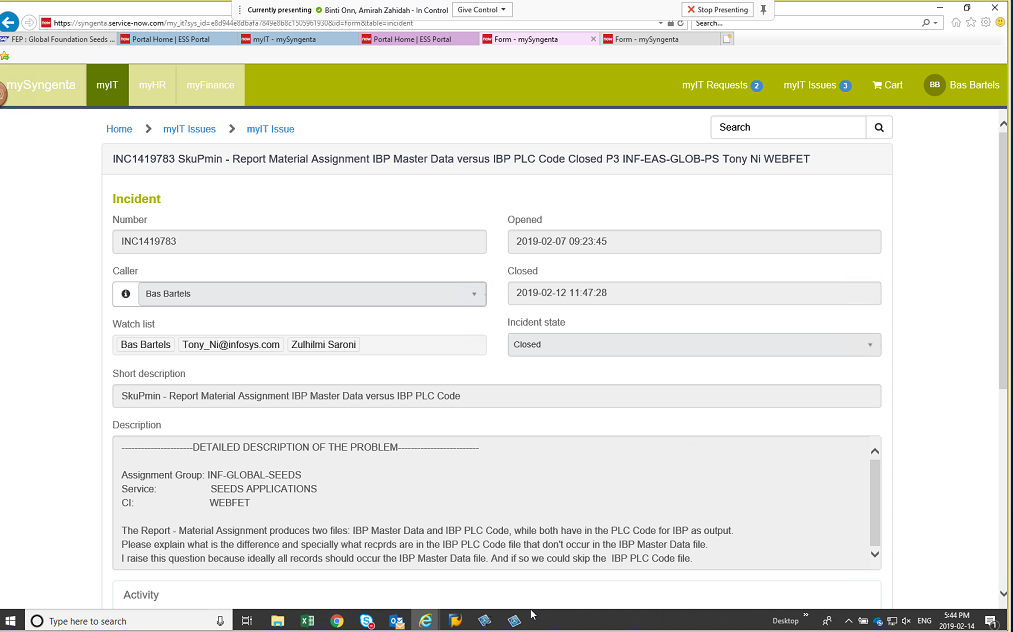 Currently presenting Binti Onn, Amirah Zahidah - In Control Give Control Stop Presenting
https://syngenta.service-now.com/my_it?sys_id=e8d944e8dbafa7849e8b8c1505961930&id=form&table=incident Search...
FEP : Global Foundation Seeds ... Portal Home | ESS Portal myIT - mySyngenta Portal Home | ESS Portal Form - mySyngenta Form - mySyngenta
mySyngenta myIT myHR myFinance myIT Requests 2 myIT Issues 3 Cart BB Bas Bartels
Home myIT Issues myIT Issue Search
INC1419783 SkuPmin - Report Material Assignment IBP Master Data versus IBP PLC Code Closed P3 INF-EAS-GLOB-PS Tony Ni WEBFET
Incident
Number
INC1419783
Opened
2019-02-07 09:23:45
Caller
Bas Bartels
Closed
2019-02-12 11:47:28
Watch list
Bas Bartels Tony_Ni@infosys.com Zulhilmi Saroni
Incident state
Closed
Short description
SkuPmin - Report Material Assignment IBP Master Data versus IBP PLC Code
Description
----------------------DETAILED DESCRIPTION OF THE PROBLEM-------------------------
Assignment Group: INF-GLOBAL-SEEDS
Service: SEEDS APPLICATIONS
CI: WEBFET
The Report - Material Assignment produces two files: IBP Master Data and IBP PLC Code, while both have in the PLC Code for IBP as output.
Please explain what is the difference and specially what recprds are in the IBP PLC Code file that don't occur in the IBP Master Data file.
I raise this question because ideally all records should occur the IBP Master Data file. And if so we could skip the IBP PLC Code file.
Activity
Type here to search Desktop ENG 5:44 PM
2019-02-14